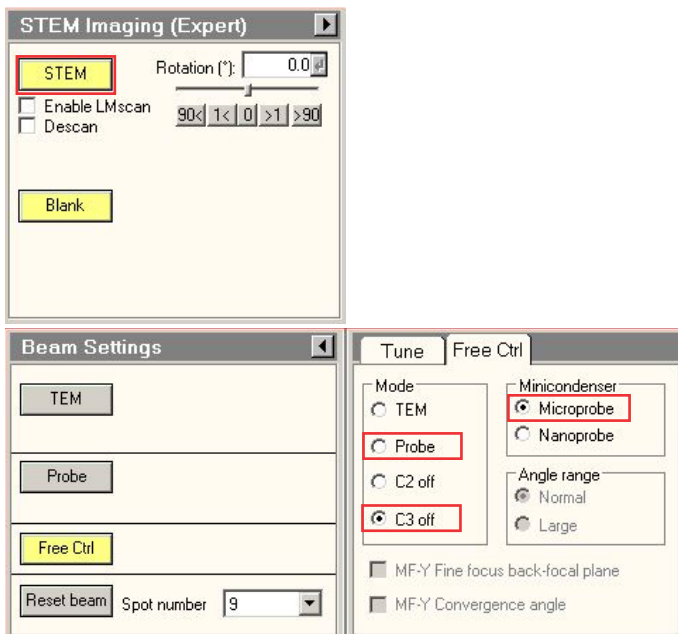 STEM Imaging (Expert)
STEM
Rotation (°): 0.0
Enable LMscan
Descan
90< 1< 0 >1 >90
Blank
Beam Settings
TEM
Probe
Free Ctrl
Reset beam Spot number 9
Tune Free Ctrl
Mode
TEM
Probe
C2 off
C3 off
Minicondenser
Microprobe
Nanoprobe
Angle range
Normal
Large
MF-Y Fine focus back-focal plane
MF-Y Convergence angle